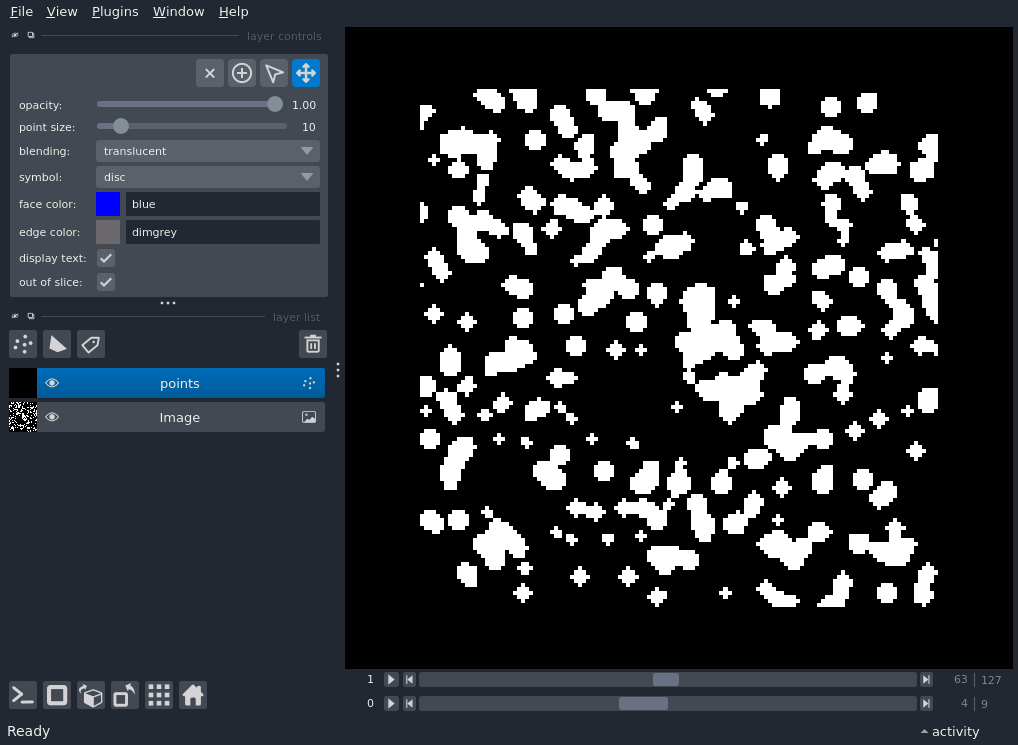 File View Plugins Window Help
layer controls
opacity: 1.00
point size: 10
blending: translucent
symbol: disc
face color: blue
edge color: dimgrey
display text:
out of slice:
layer list
points
Image
1 63 127
0 4 9
Ready activity